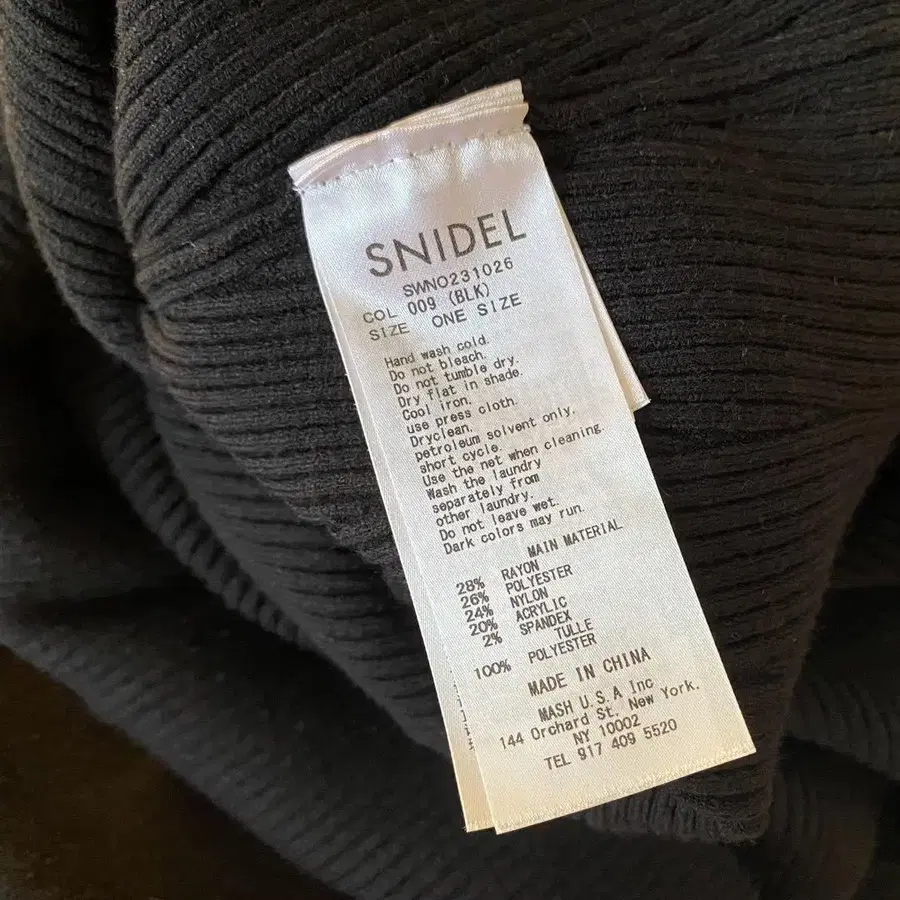 SNIDEL
SWNO231026
COL 009 (BLK)
SIZE ONE SIZE
Hand wash cold.
Do not bleach.
Do not tumble dry.
Dry flat in shade.
Cool iron.
use press cloth.
Dryclean.
petroleum solvent only.
short cycle.
Use the net when cleaning.
Wash the laundry
separately from
other laundry.
Do not leave wet.
Dark colors may run.
MAIN MATERIAL
28% RAYON
26% POLYESTER
24% NYLON
20% ACRYLIC
2% SPANDEX
TULLE
100% POLYESTER
MADE IN CHINA
MASH U.S.A Inc
144 Orchard St. New York.
NY 10002
TEL 917 409 5520